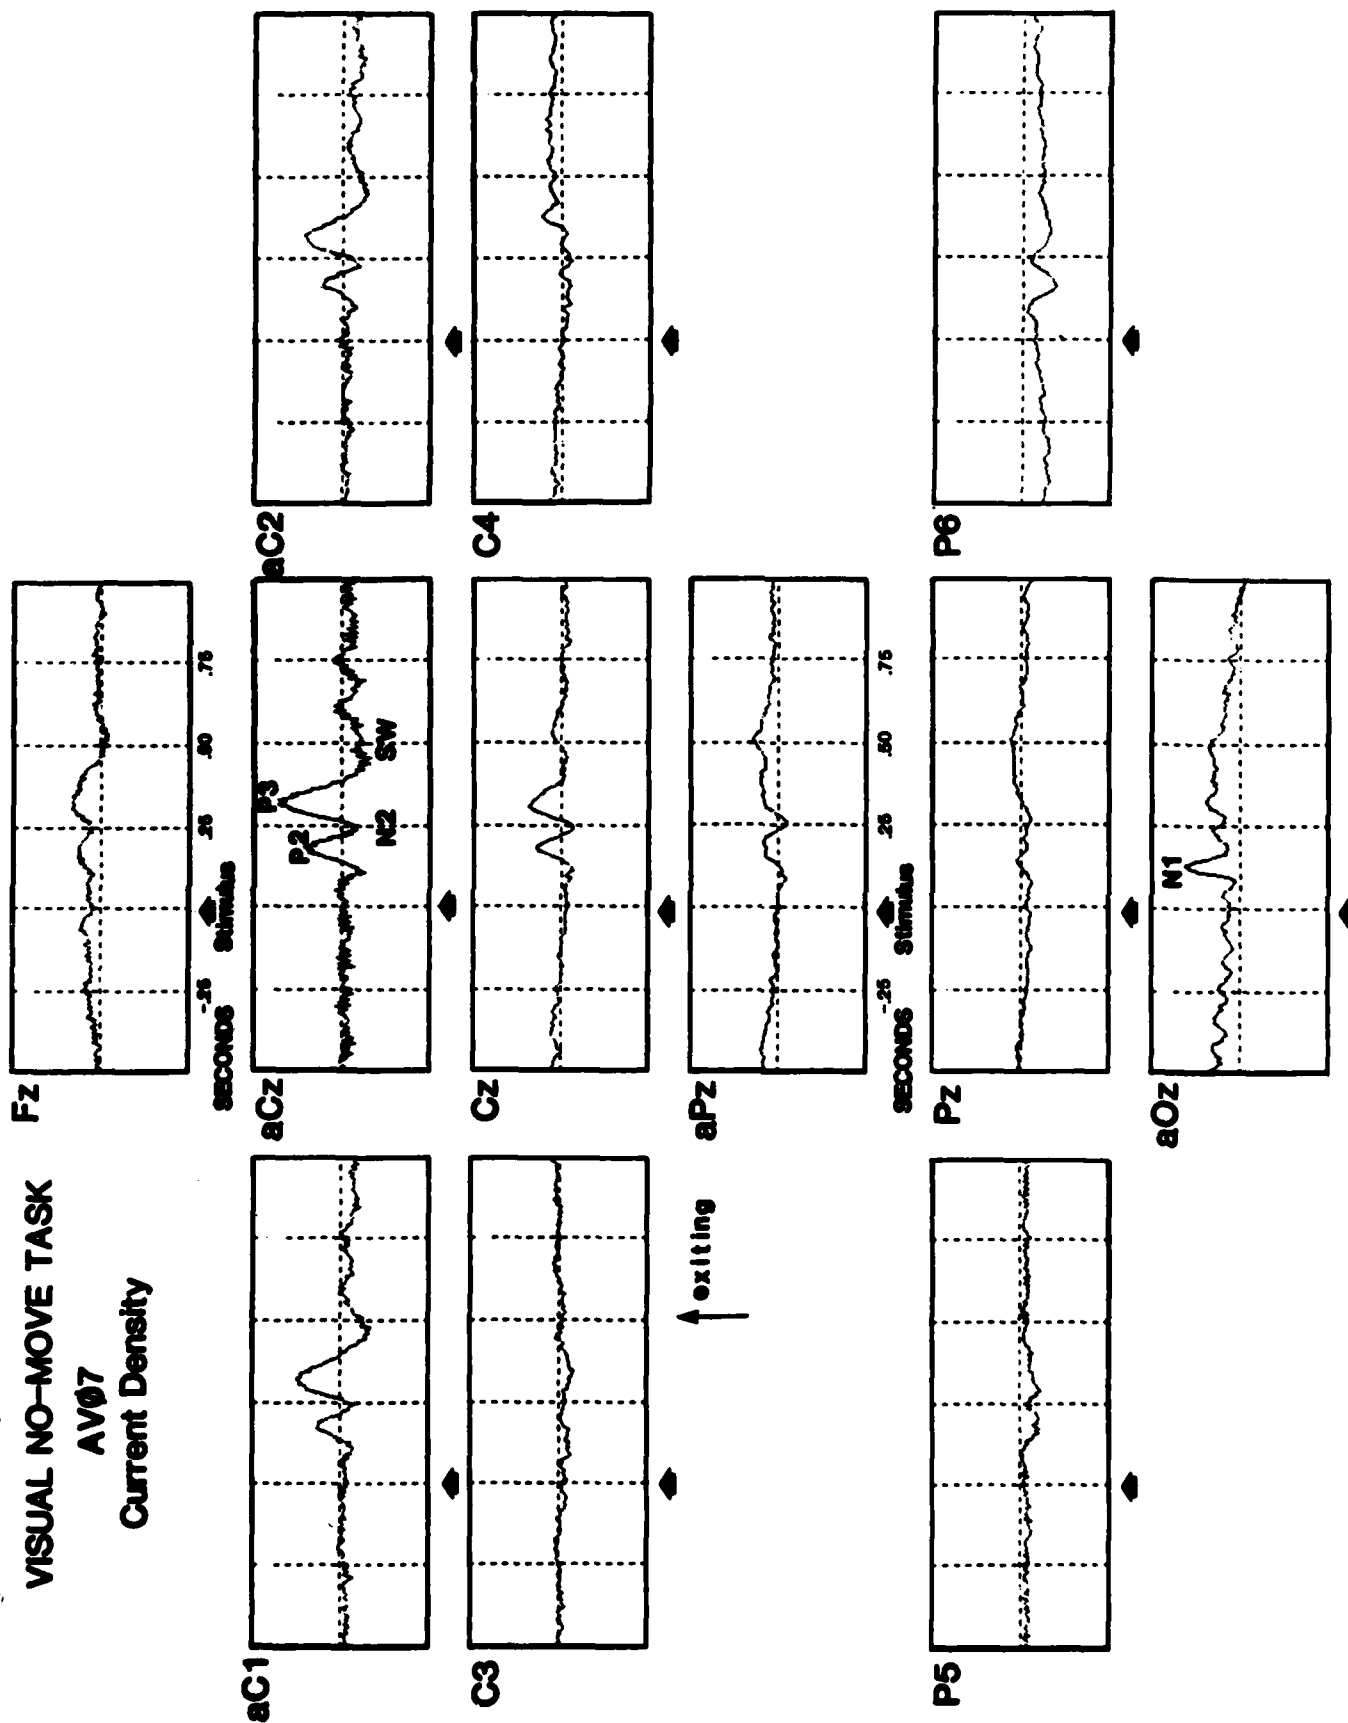 VISUAL NO-MOVE TASK
AVØ7
Current Density
Fz
SECONDS -.25 Stimulus .25 .50 .75
aC1
aCz
P2
P3
N2
SW
aC2
C3
Cz
C4
exiting
aPz
SECONDS -.25 Stimulus .25 .50 .75
P5
Pz
P6
aOz
N1